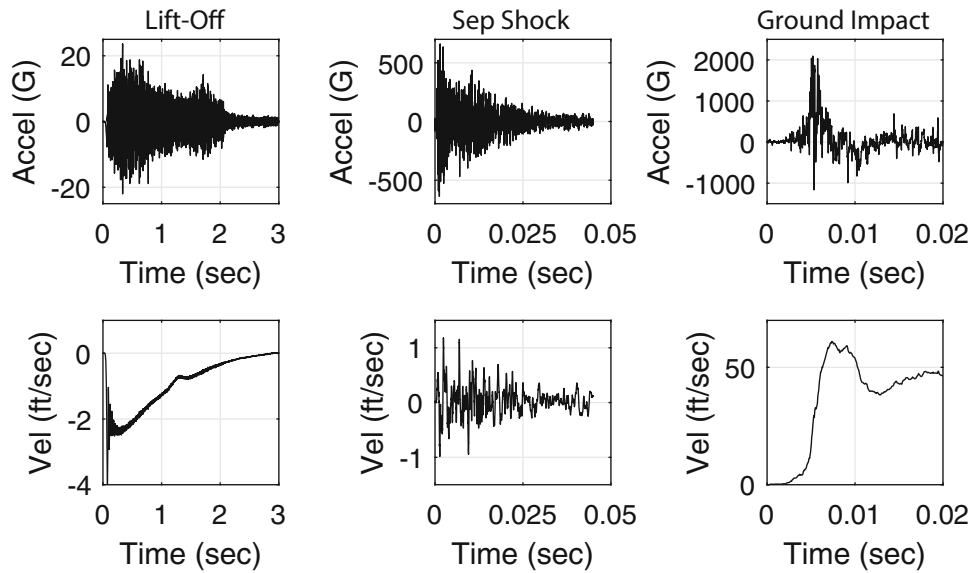 Lift-Off
Sep Shock
Ground Impact
Accel (G)
20
0
-20
0 1 2 3
Time (sec)
Accel (G)
500
0
-500
0 0.025 0.05
Time (sec)
Accel (G)
2000
1000
0
-1000
0 0.01 0.02
Time (sec)
Vel (ft/sec)
0
-2
-4
0 1 2 3
Time (sec)
Vel (ft/sec)
1
0
-1
0 0.025 0.05
Time (sec)
Vel (ft/sec)
50
0
0 0.01 0.02
Time (sec)